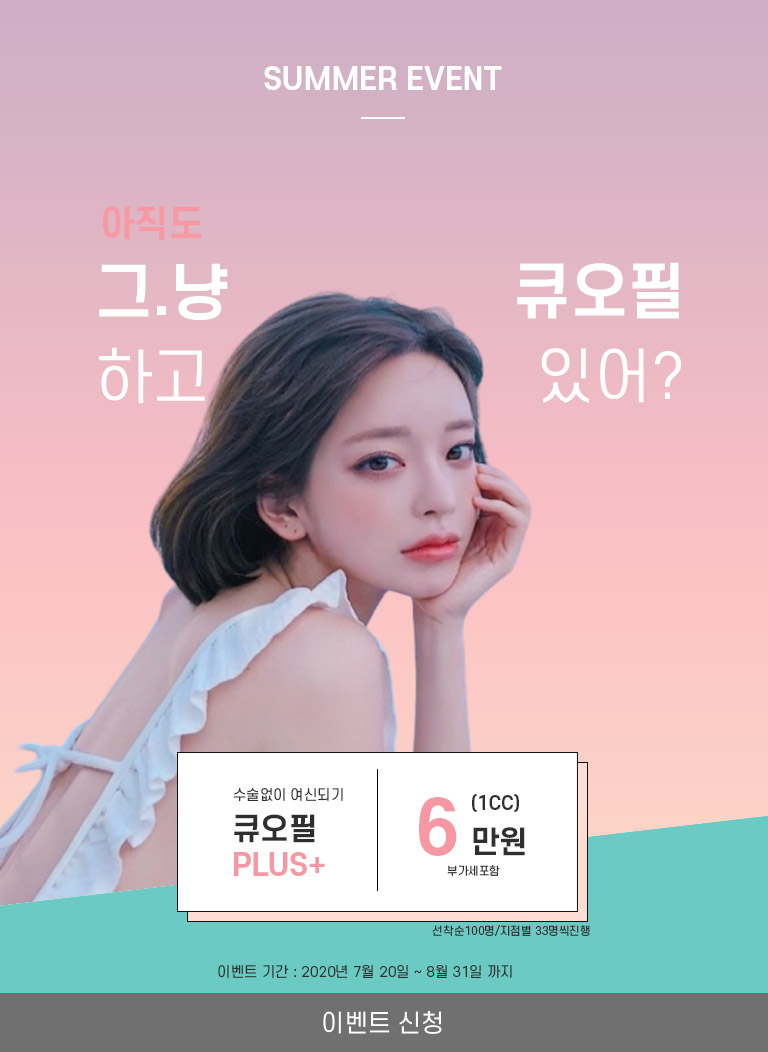 SUMMER EVENT
아직도
그.냥
하고
큐오필
있어?
수술없이 여신되기
큐오필
PLUS+
6
(1CC)
만원
부가세포함
선착순100명/지점별 33명씩진행
이벤트 기간 : 2020년 7월 20일 ~ 8월 31일 까지
이벤트 신청